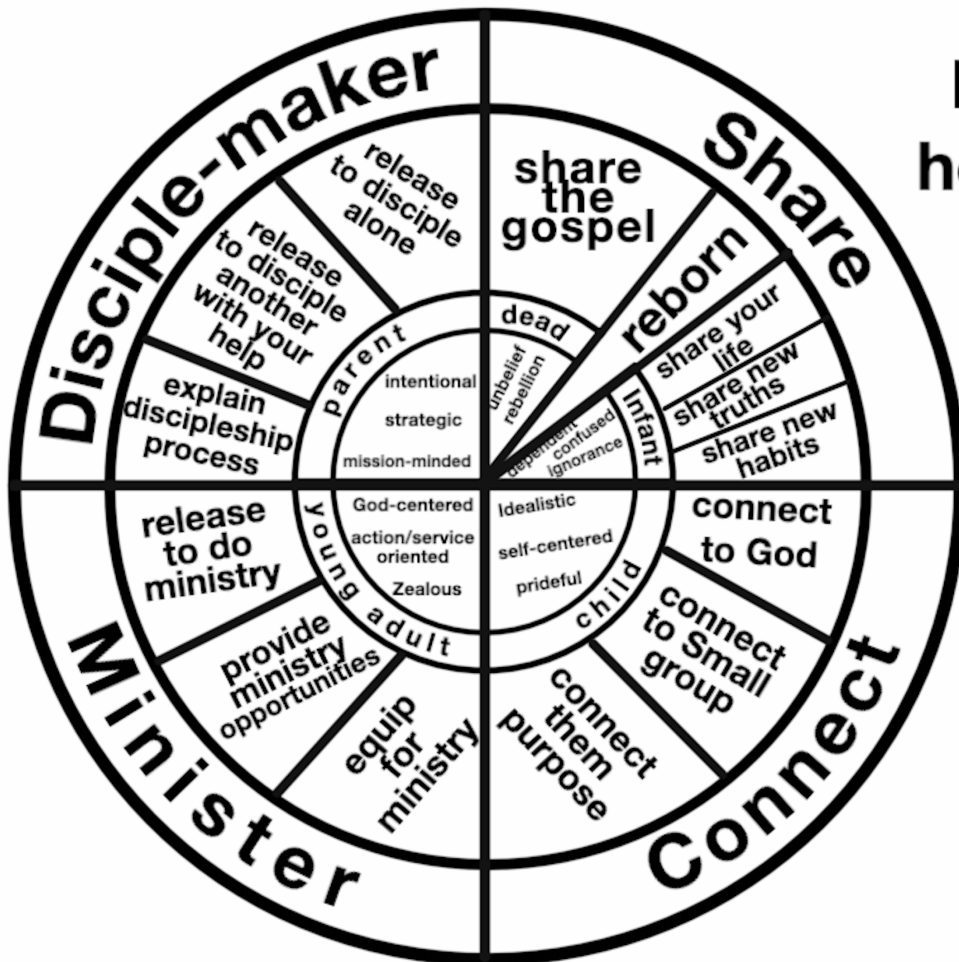 Disciple-maker
release
to disciple
alone
release
to disciple
another
with your
help
explain
discipleship
process
parent
intentional
strategic
mission-minded
Share
share
the
gospel
reborn
share your
life
share new
truths
share new
habits
dead
unbelief
rebellion
Infant
dependent
confused
ignorance
Connect
connect
to God
connect
to Small
group
connect
them
purpose
child
Idealistic
self-centered
prideful
Minister
release
to do
ministry
provide
ministry
opportunities
equip
for
ministry
young adult
God-centered
action/service
oriented
Zealous